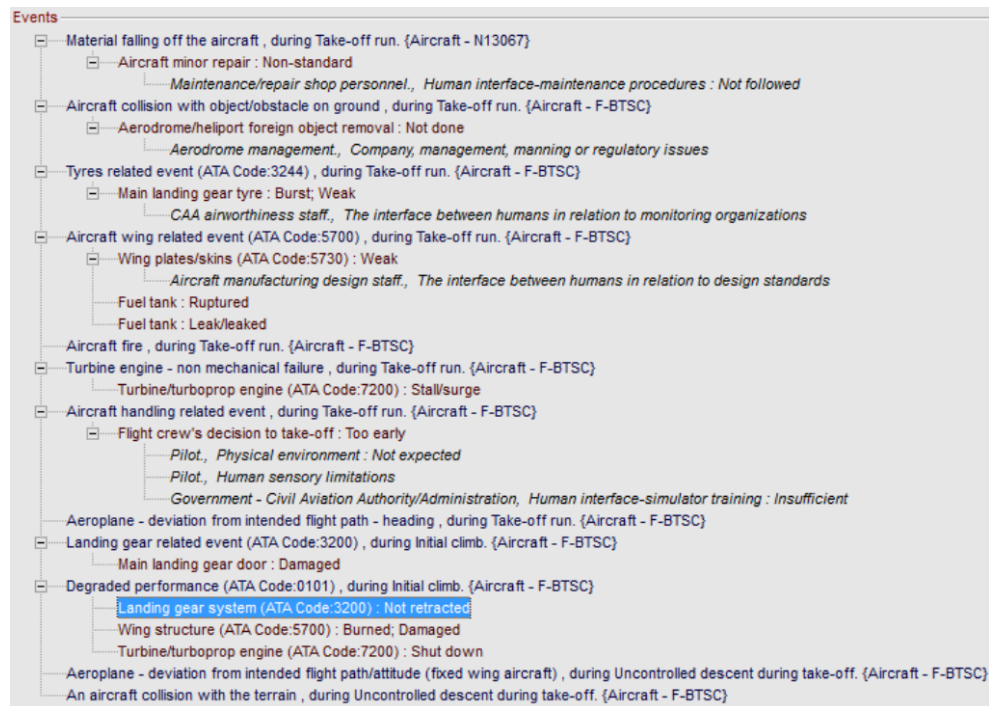 Events
Material falling off the aircraft , during Take-off run. {Aircraft - N13067}
Aircraft minor repair : Non-standard
Maintenance/repair shop personnel., Human interface-maintenance procedures : Not followed
Aircraft collision with object/obstacle on ground , during Take-off run. {Aircraft - F-BTSC}
Aerodrome/heliport foreign object removal : Not done
Aerodrome management., Company, management, manning or regulatory issues
Tyres related event (ATA Code:3244) , during Take-off run. {Aircraft - F-BTSC}
Main landing gear tyre : Burst; Weak
CAA airworthiness staff., The interface between humans in relation to monitoring organizations
Aircraft wing related event (ATA Code:5700) , during Take-off run. {Aircraft - F-BTSC}
Wing plates/skins (ATA Code:5730) : Weak
Aircraft manufacturing design staff., The interface between humans in relation to design standards
Fuel tank : Ruptured
Fuel tank : Leak/leaked
Aircraft fire , during Take-off run. {Aircraft - F-BTSC}
Turbine engine - non mechanical failure , during Take-off run. {Aircraft - F-BTSC}
Turbine/turboprop engine (ATA Code:7200) : Stall/surge
Aircraft handling related event , during Take-off run. {Aircraft - F-BTSC}
Flight crew's decision to take-off : Too early
Pilot., Physical environment : Not expected
Pilot., Human sensory limitations
Government - Civil Aviation Authority/Administration, Human interface-simulator training : Insufficient
Aeroplane - deviation from intended flight path - heading , during Take-off run. {Aircraft - F-BTSC}
Landing gear related event (ATA Code:3200) , during Initial climb. {Aircraft - F-BTSC}
Main landing gear door : Damaged
Degraded performance (ATA Code:0101) , during Initial climb. {Aircraft - F-BTSC}
Landing gear system (ATA Code:3200) : Not retracted
Wing structure (ATA Code:5700) : Burned; Damaged
Turbine/turboprop engine (ATA Code:7200) : Shut down
Aeroplane - deviation from intended flight path/attitude (fixed wing aircraft) , during Uncontrolled descent during take-off. {Aircraft - F-BTSC}
An aircraft collision with the terrain , during Uncontrolled descent during take-off. {Aircraft - F-BTSC}